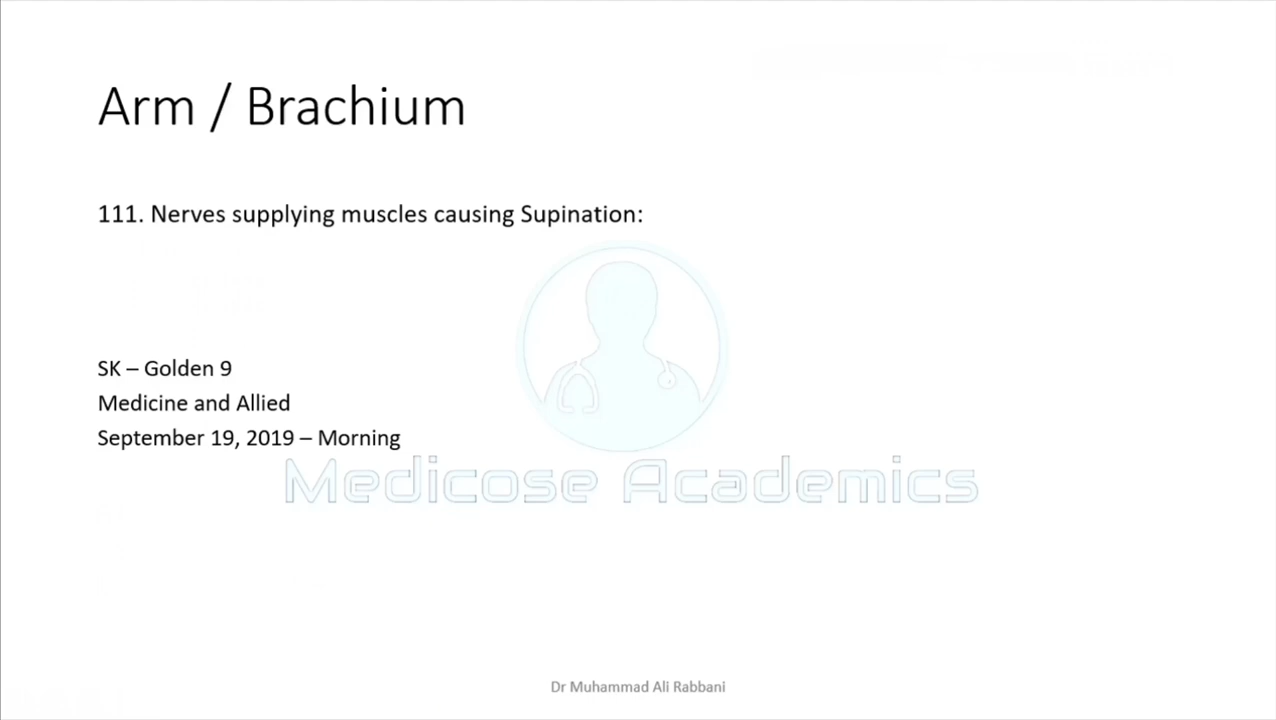 Arm / Brachium
111. Nerves supplying muscles causing Supination:
SK – Golden 9
Medicine and Allied
September 19, 2019 – Morning
Medicose Academics
Dr Muhammad Ali Rabbani